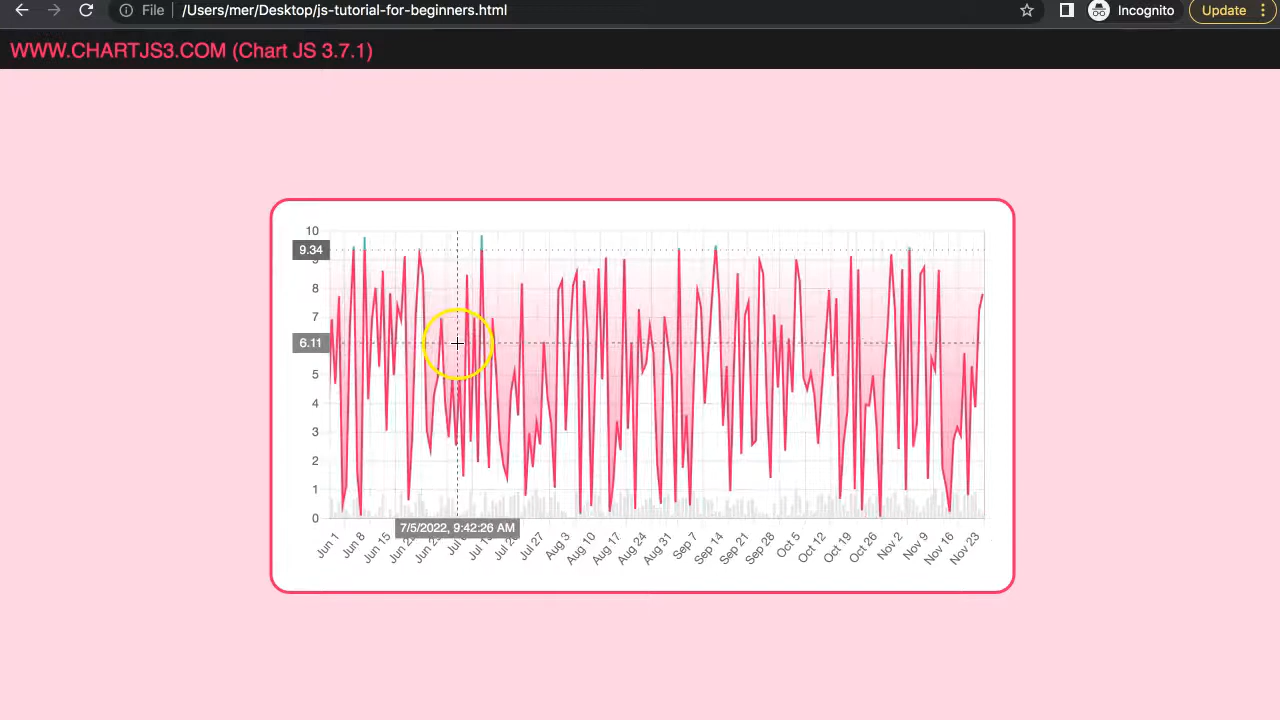 File /Users/mer/Desktop/js-tutorial-for-beginners.html Incognito Update
WWW.CHARTJS3.COM (Chart JS 3.7.1)
10
9.34
8
7
6.11
5
4
3
2
1
0
7/5/2022, 9:42:26 AM
Jun 1 Jun 8 Jun 15 Jul 27 Aug 3 Aug 10 Aug 17 Aug 24 Aug 31 Sep 7 Sep 14 Sep 21 Sep 28 Oct 5 Oct 12 Oct 19 Oct 26 Nov 2 Nov 9 Nov 16 Nov 23